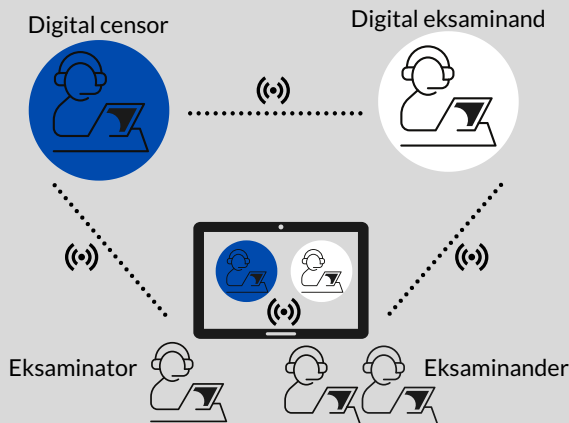 Digital censor
Digital eksaminand
Eksaminator
Eksaminander